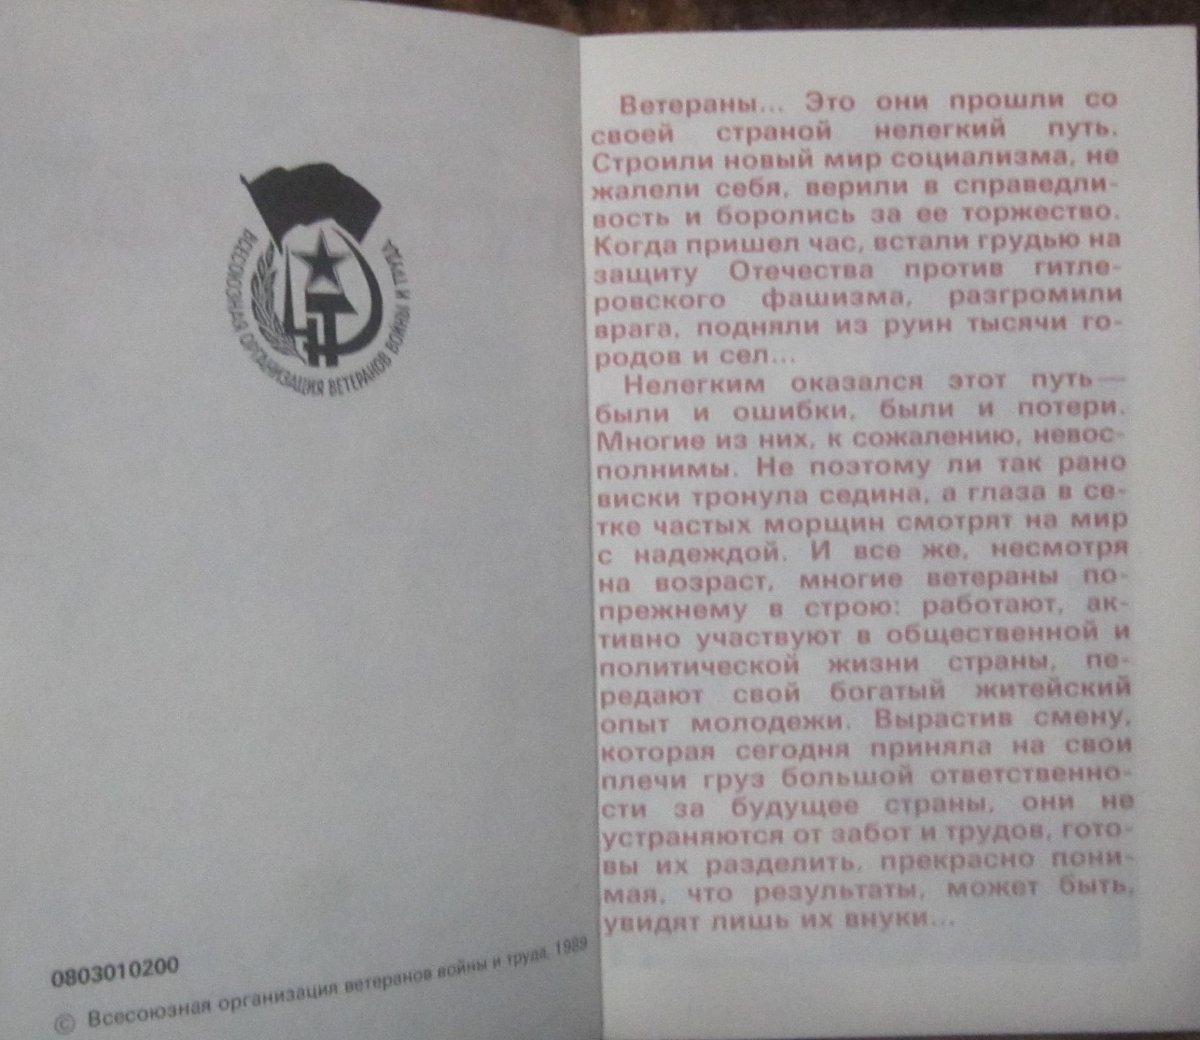 ВСЕСОЮЗНАЯ ОРГАНИЗАЦИЯ ВЕТЕРАНОВ ВОЙНЫ И ТРУДА
0803010200
© Всесоюзная организация ветеранов войны и труда, 1989
Ветераны... Это они прошли со
своей страной нелегкий путь.
Строили новый мир социализма, не
жалели себя, верили в справедли-
вость и боролись за ее торжество.
Когда пришел час, встали грудью на
защиту Отечества против гитле-
ровского фашизма, разгромили
врага, подняли из руин тысячи го-
родов и сел...
Нелегким оказался этот путь—
были и ошибки, были и потери.
Многие из них, к сожалению, невос-
полнимы. Не поэтому ли так рано
виски тронула седина, а глаза в се-
тке частых морщин смотрят на мир
с надеждой. И все же, несмотря
на возраст, многие ветераны по-
прежнему в строю: работают, ак-
тивно участвуют в общественной и
политической жизни страны, пе-
редают свой богатый житейский
опыт молодежи. Вырастив смену,
которая сегодня приняла на свои
плечи груз большой ответственно-
сти за будущее страны, они не
устраняются от забот и трудов, гото-
вы их разделить, прекрасно пони-
мая, что результаты, может быть,
увидят лишь их внуки...